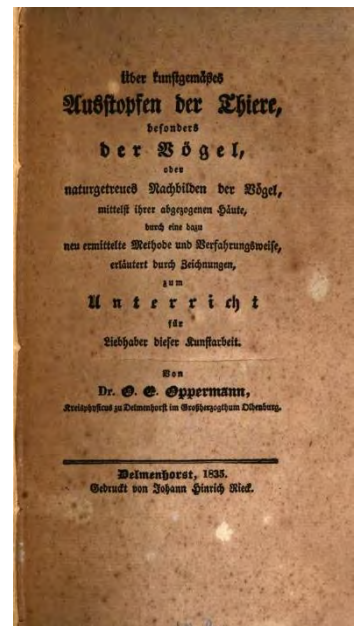 Über kunstgemäßes
Ausstopfen der Thiere,
besonders
der Vögel,
oder
naturgetreues Nachbilden der Vögel,
mittelst ihrer abgezogenen Häute,
durch eine dazu
neu ermittelte Methode und Verfahrungsweise,
erläutert durch Zeichnungen,
zum
Unterricht
für
Liebhaber dieser Kunstarbeit.
Von
Dr. O. E. Oppermann,
Kreisphysicus zu Delmenhorst im Großherzogthum Oldenburg.
Delmenhorst, 1835.
Gedruckt von Johann Hinrich Rieck.